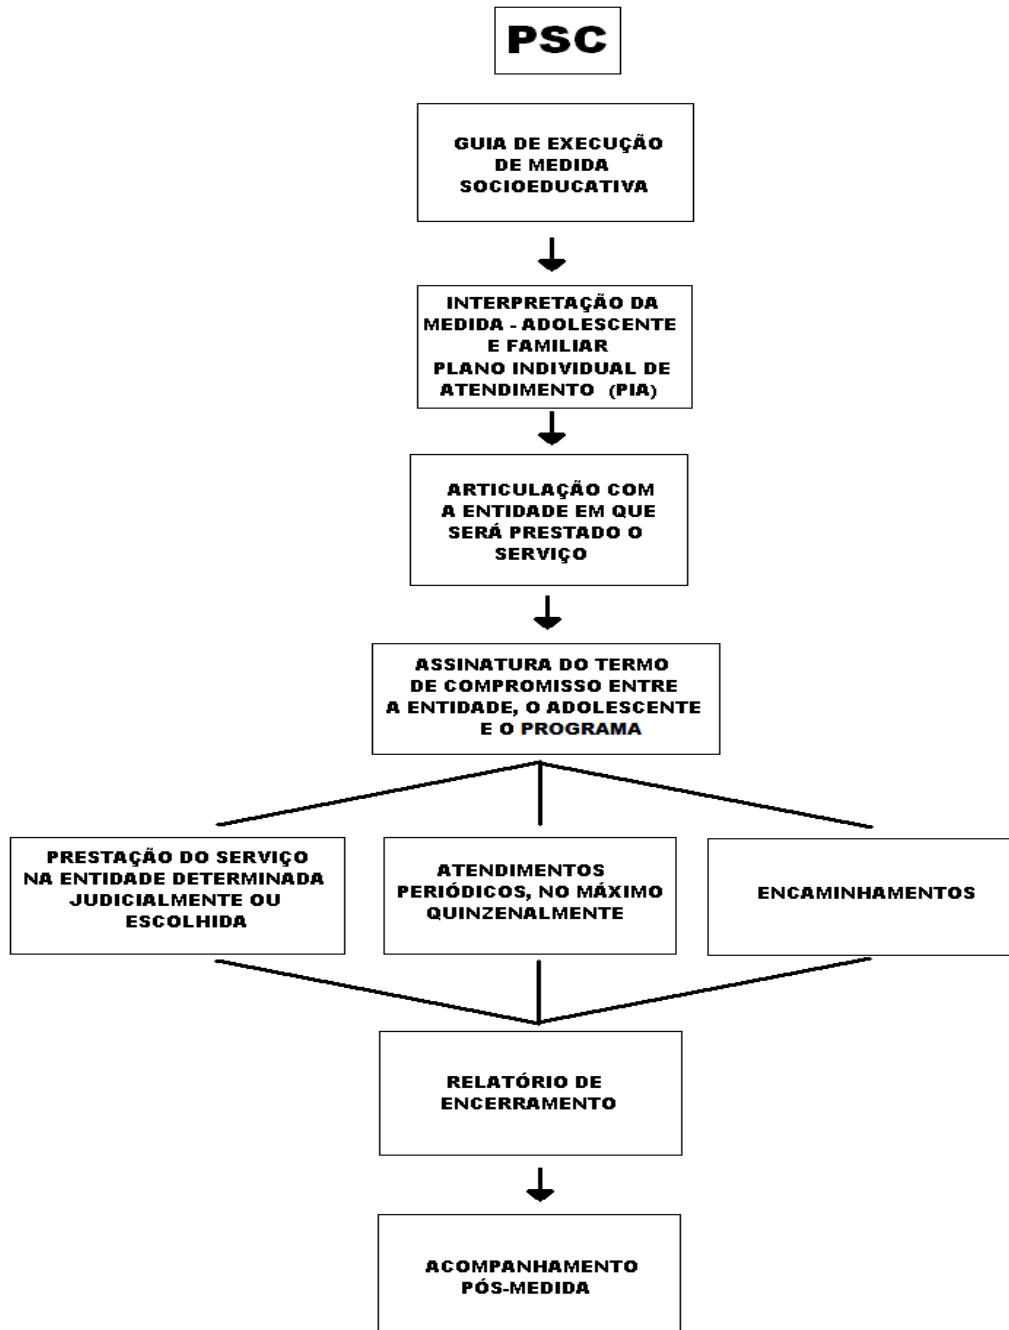 PSC
GUIA DE EXECUÇÃO
DE MEDIDA
SOCIOEDUCATIVA
INTERPRETAÇÃO DA
MEDIDA - ADOLESCENTE
E FAMILIAR
PLANO INDIVIDUAL DE
ATENDIMENTO (PIA)
ARTICULAÇÃO COM
A ENTIDADE EM QUE
SERÁ PRESTADO O
SERVIÇO
ASSINATURA DO TERMO
DE COMPROMISSO ENTRE
A ENTIDADE, O ADOLESCENTE
E O PROGRAMA
PRESTAÇÃO DO SERVIÇO
NA ENTIDADE DETERMINADA
JUDICIALMENTE OU
ESCOLHIDA
ATENDIMENTOS
PERIÓDICOS, NO MÁXIMO
QUINZENALMENTE
ENCAMINHAMENTOS
RELATÓRIO DE
ENCERRAMENTO
ACOMPANHAMENTO
PÓS-MEDIDA